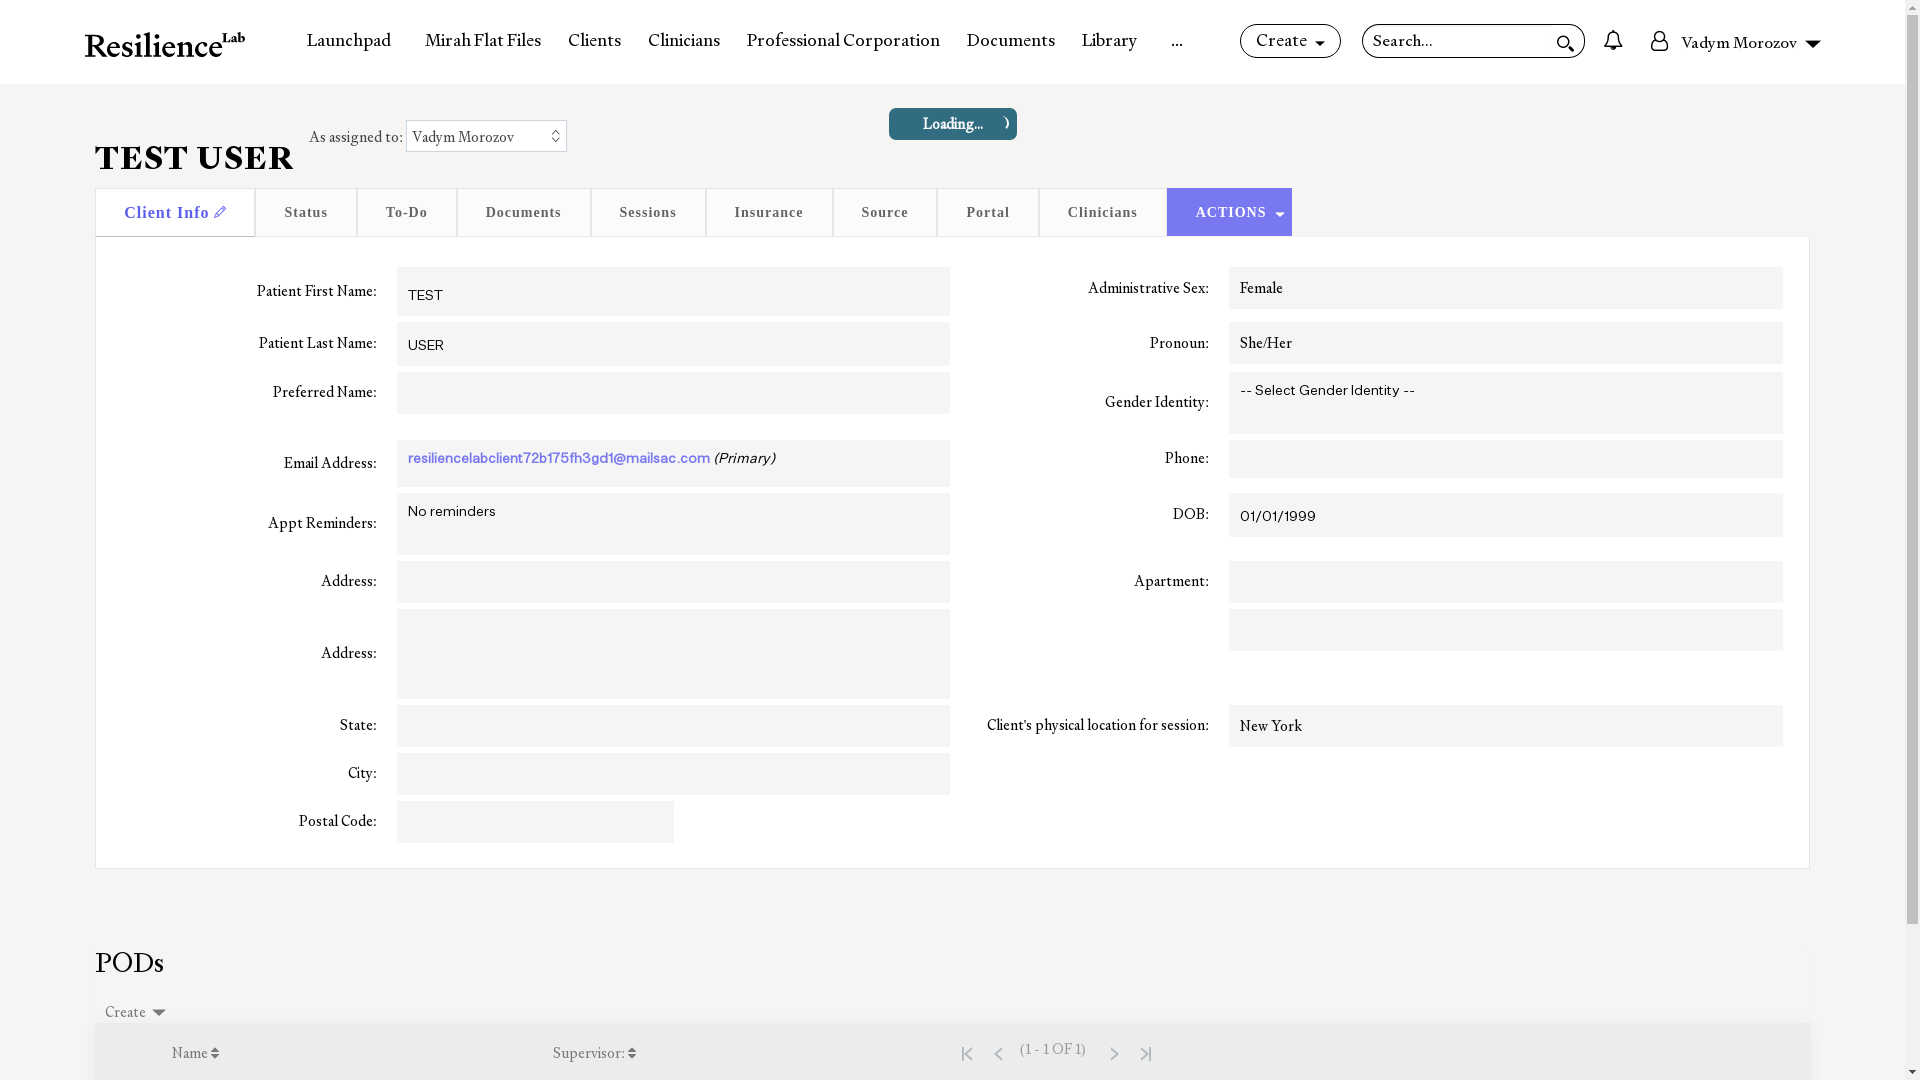 ResilienceLab
Launchpad
Mirah Flat Files
Clients
Clinicians
Professional Corporation
Documents
Library
...
Create
Search...
Vadym Morozov
Loading...
TEST USER
As assigned to: Vadym Morozov
Client Info
Status
To-Do
Documents
Sessions
Insurance
Source
Portal
Clinicians
ACTIONS
Patient First Name: TEST
Administrative Sex: Female
Patient Last Name: USER
Pronoun: She/Her
Preferred Name:
Gender Identity: -- Select Gender Identity --
Email Address: resiliencelabclient72b175fh3gd1@mailsac.com (Primary)
Phone:
Appt Reminders: No reminders
DOB: 01/01/1999
Address:
Apartment:
Address:
State:
Client's physical location for session: New York
City:
Postal Code:
PODs
Create
Name
Supervisor:
(1 - 1 OF 1)